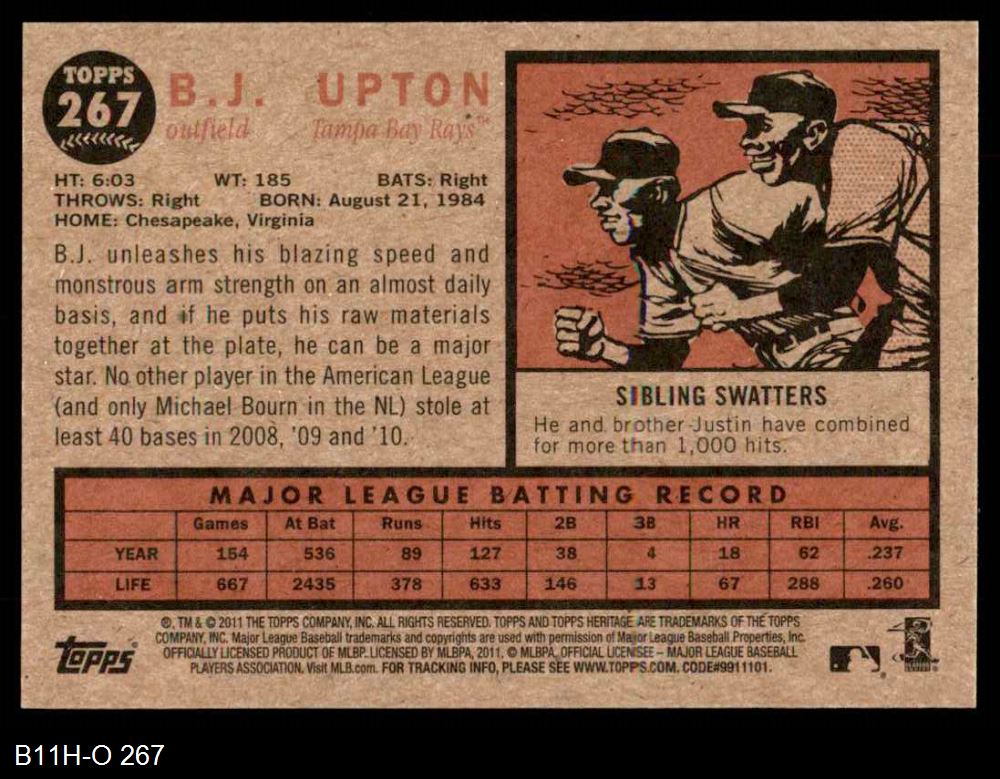 TOPPS
267
B.J. UPTON
outfield Tampa Bay Rays™
HT: 6:03 WT: 185 BATS: Right
THROWS: Right BORN: August 21, 1984
HOME: Chesapeake, Virginia
B.J. unleashes his blazing speed and
monstrous arm strength on an almost daily
basis, and if he puts his raw materials
together at the plate, he can be a major
star. No other player in the American League
(and only Michael Bourn in the NL) stole at
least 40 bases in 2008, '09 and '10.
SIBLING SWATTERS
He and brother Justin have combined
for more than 1,000 hits.
MAJOR LEAGUE BATTING RECORD
Games At Bat Runs Hits 2B 3B HR RBI Avg.
YEAR 154 536 89 127 38 4 18 62 .237
LIFE 667 2435 378 633 146 13 67 288 .260
®, TM & © 2011 THE TOPPS COMPANY, INC. ALL RIGHTS RESERVED. TOPPS AND TOPPS HERITAGE ARE TRADEMARKS OF THE TOPPS
COMPANY, INC. Major League Baseball trademarks and copyrights are used with permission of Major League Baseball Properties, Inc.
OFFICIALLY LICENSED PRODUCT OF MLBP. LICENSED BY MLBPA, 2011. © MLBPA, OFFICIAL LICENSEE – MAJOR LEAGUE BASEBALL
PLAYERS ASSOCIATION. Visit MLB.com. FOR TRACKING INFO, PLEASE SEE WWW.TOPPS.COM. CODE#9911101.
topps
B11H-O 267